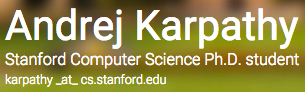 Andrej Karpathy
Stanford Computer Science Ph.D. student
karpathy _at_ cs.stanford.edu